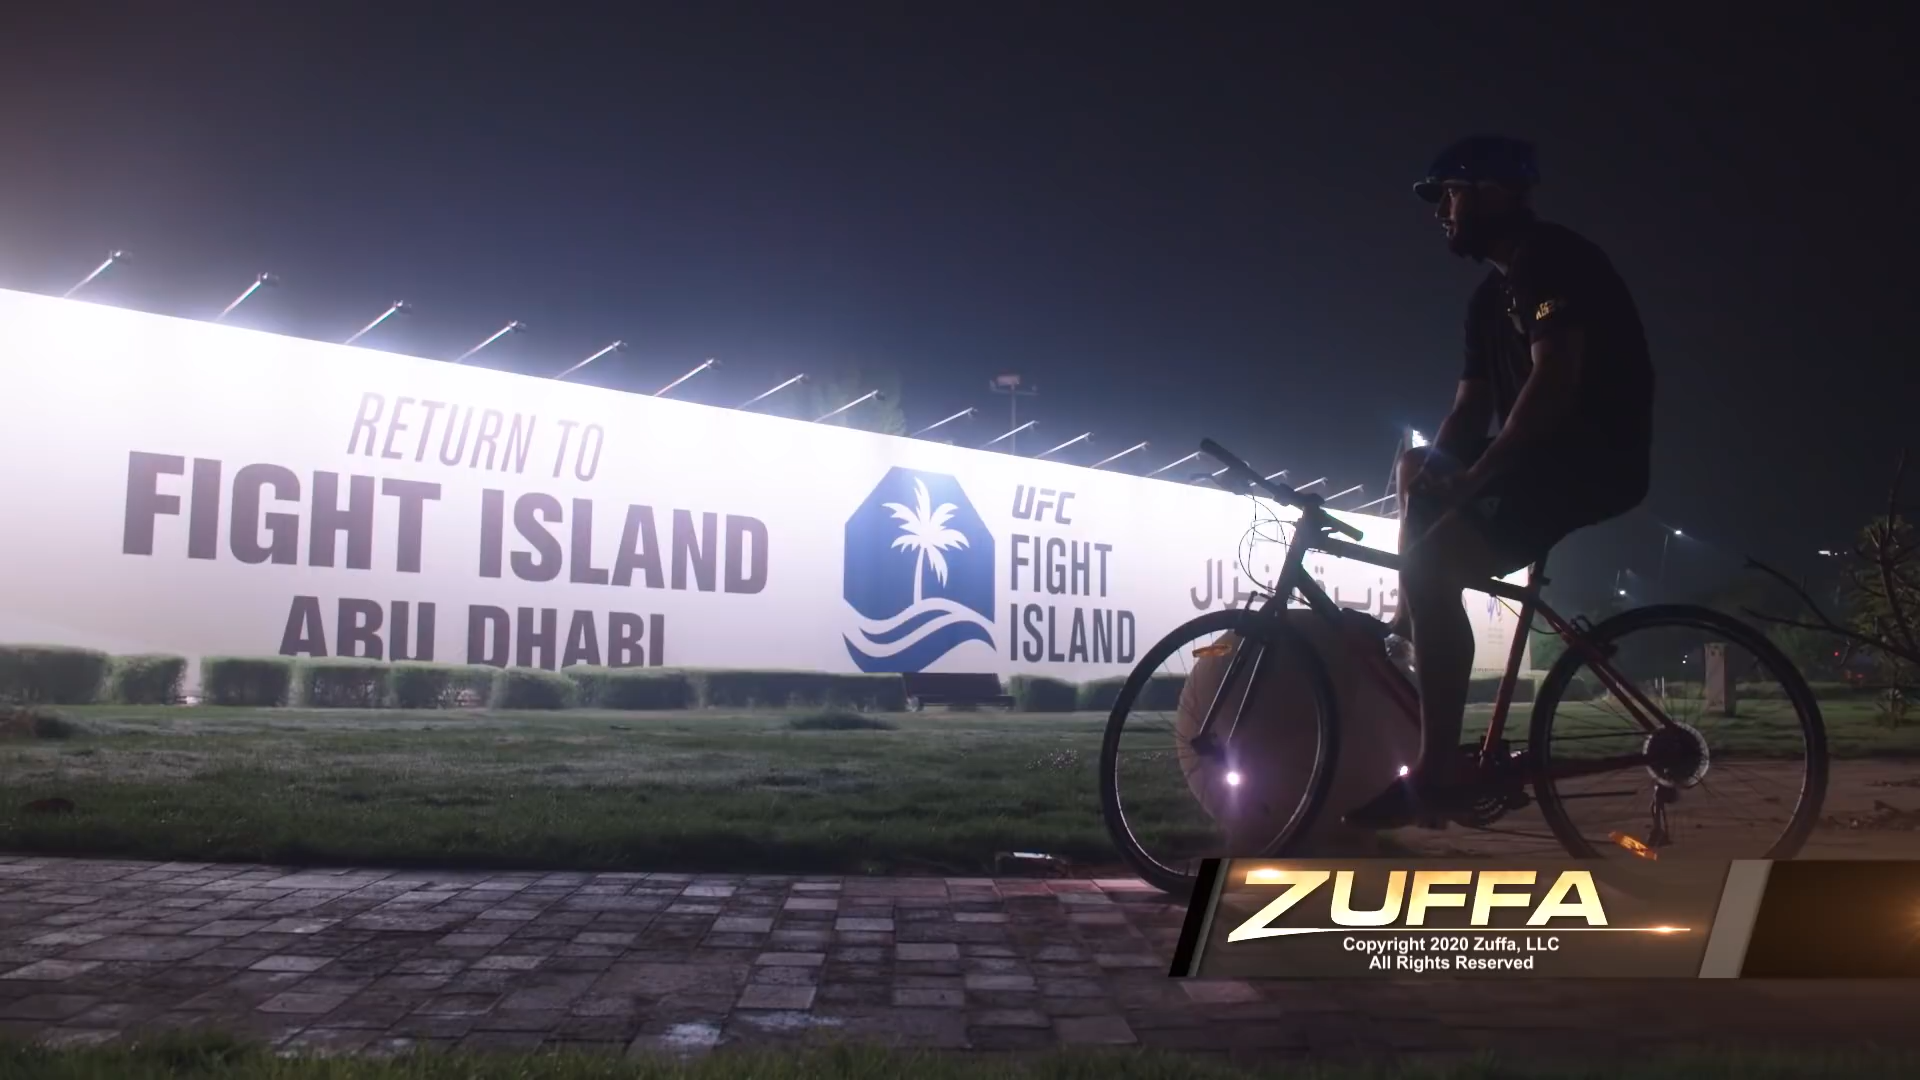 RETURN TO
FIGHT ISLAND
ABU DHABI
UFC
FIGHT
ISLAND
ZUFFA
Copyright 2020 Zuffa, LLC
All Rights Reserved